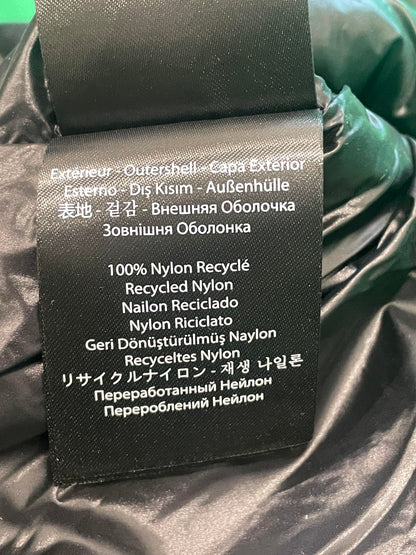 Extérieur - Outershell - Capa Exterior
Esterno - Dış Kısım - Außenhülle
表地 - 겉감 - Внешняя Оболочка
Зовнішня Оболонка
100% Nylon Recyclé
Recycled Nylon
Nailon Reciclado
Nylon Riciclato
Geri Dönüştürülmüş Naylon
Recyceltes Nylon
リサイクルナイロン - 재생 나일론
Переработанный Нейлон
Перероблений Нейлон